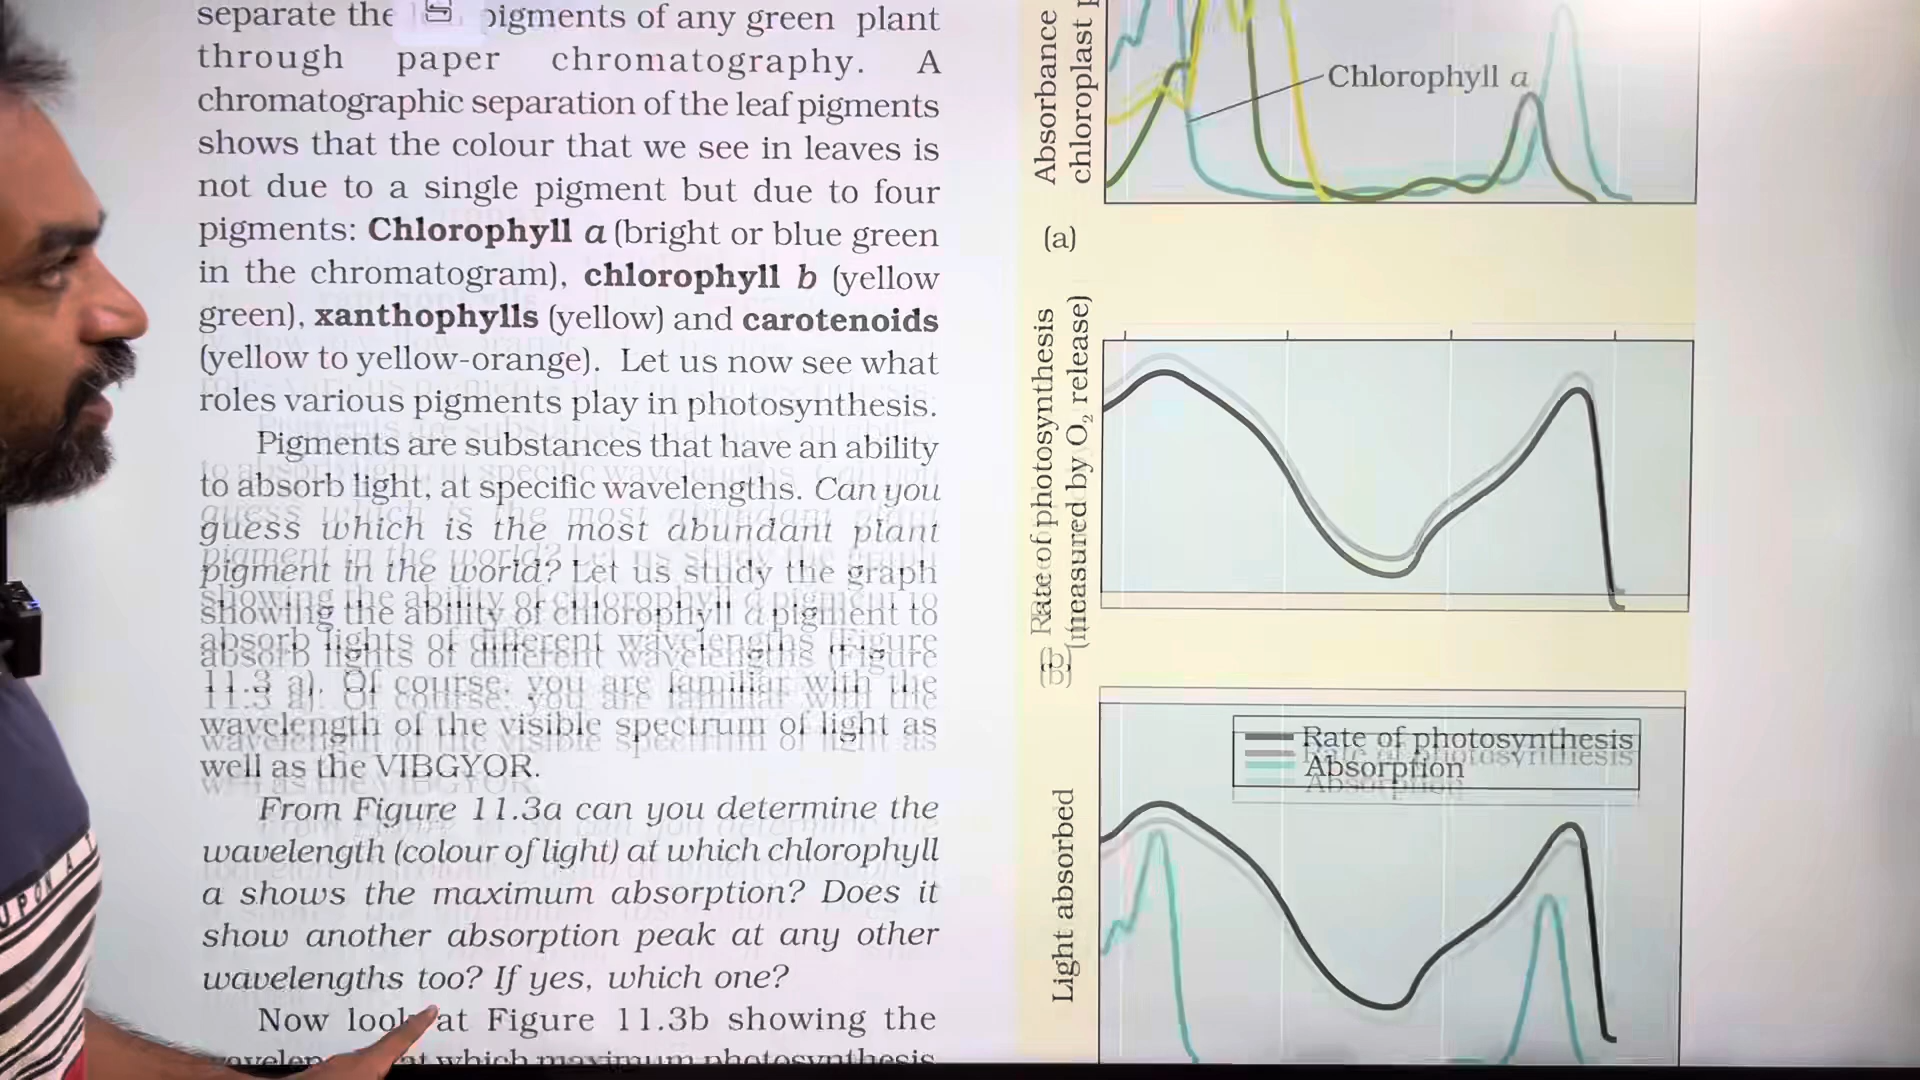 separate the pigments of any green plant
through paper chromatography. A
chromatographic separation of the leaf pigments
shows that the colour that we see in leaves is
not due to a single pigment but due to four
pigments: Chlorophyll a (bright or blue green
in the chromatogram), chlorophyll b (yellow
green), xanthophylls (yellow) and carotenoids
(yellow to yellow-orange). Let us now see what
roles various pigments play in photosynthesis.
Pigments are substances that have an ability
to absorb light, at specific wavelengths. Can you
guess which is the most abundant plant
pigment in the world? Let us study the graph
showing the ability of chlorophyll a pigment to
absorb lights of different wavelengths (Figure
11.3 a). Of course, you are familiar with the
wavelength of the visible spectrum of light as
well as the VIBGYOR.
From Figure 11.3a can you determine the
wavelength (colour of light) at which chlorophyll
a shows the maximum absorption? Does it
show another absorption peak at any other
wavelengths too? If yes, which one?
Now look at Figure 11.3b showing the
which maximum photosynthesis
Absorbance
chloroplast
Chlorophyll a
(a)
Rate of photosynthesis
(measured by O₂ release)
(b)
Light absorbed
Rate of photosynthesis
Absorption
UPON A